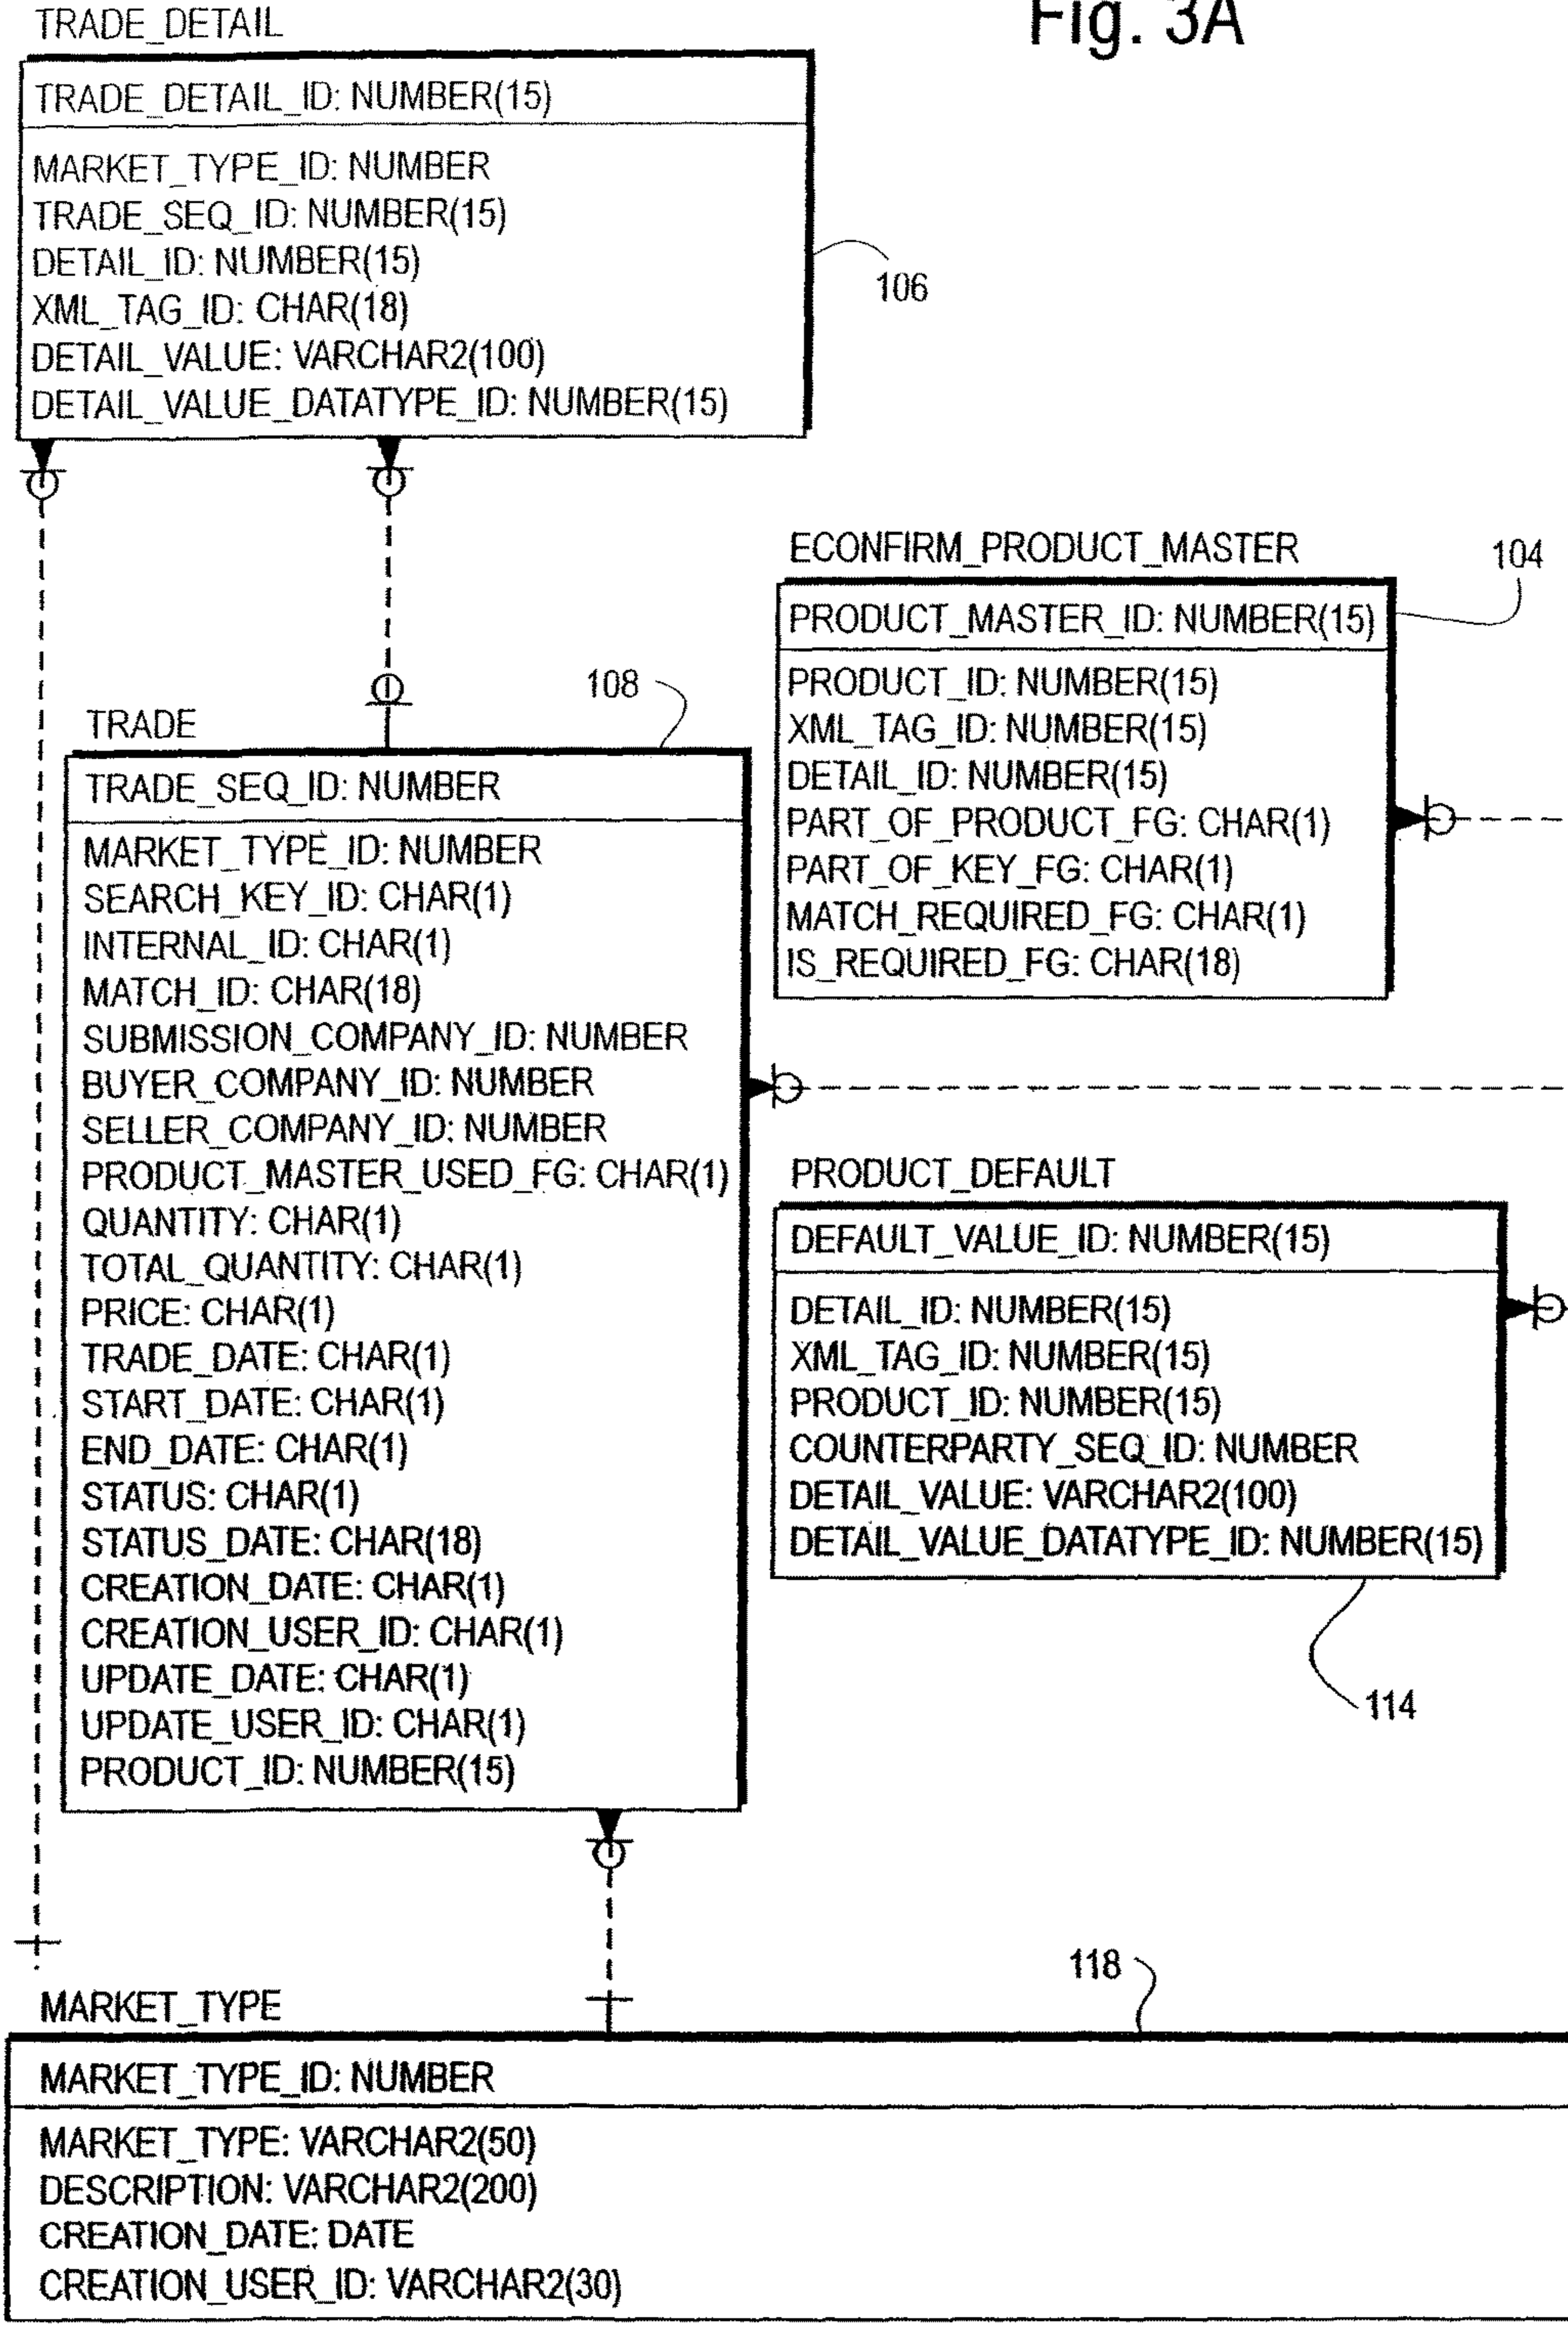 Fig. 3A
TRADE_DETAIL
TRADE_DETAIL_ID: NUMBER(15)
MARKET_TYPE_ID: NUMBER
TRADE_SEQ_ID: NUMBER(15)
DETAIL_ID: NUMBER(15)
XML_TAG_ID: CHAR(18)
DETAIL_VALUE: VARCHAR2(100)
DETAIL_VALUE_DATATYPE_ID: NUMBER(15)
106
ECONFIRM_PRODUCT_MASTER
104
PRODUCT_MASTER_ID: NUMBER(15)
PRODUCT_ID: NUMBER(15)
XML_TAG_ID: NUMBER(15)
DETAIL_ID: NUMBER(15)
PART_OF_PRODUCT_FG: CHAR(1)
PART_OF_KEY_FG: CHAR(1)
MATCH_REQUIRED_FG: CHAR(1)
IS_REQUIRED_FG: CHAR(18)
108
TRADE
TRADE_SEQ_ID: NUMBER
MARKET_TYPE_ID: NUMBER
SEARCH_KEY_ID: CHAR(1)
INTERNAL_ID: CHAR(1)
MATCH_ID: CHAR(18)
SUBMISSION_COMPANY_ID: NUMBER
BUYER_COMPANY_ID: NUMBER
SELLER_COMPANY_ID: NUMBER
PRODUCT_MASTER_USED_FG: CHAR(1)
QUANTITY: CHAR(1)
TOTAL_QUANTITY: CHAR(1)
PRICE: CHAR(1)
TRADE_DATE: CHAR(1)
START_DATE: CHAR(1)
END_DATE: CHAR(1)
STATUS: CHAR(1)
STATUS_DATE: CHAR(18)
CREATION_DATE: CHAR(1)
CREATION_USER_ID: CHAR(1)
UPDATE_DATE: CHAR(1)
UPDATE_USER_ID: CHAR(1)
PRODUCT_ID: NUMBER(15)
PRODUCT_DEFAULT
DEFAULT_VALUE_ID: NUMBER(15)
DETAIL_ID: NUMBER(15)
XML_TAG_ID: NUMBER(15)
PRODUCT_ID: NUMBER(15)
COUNTERPARTY_SEQ_ID: NUMBER
DETAIL_VALUE: VARCHAR2(100)
DETAIL_VALUE_DATATYPE_ID: NUMBER(15)
114
118
MARKET_TYPE
MARKET_TYPE_ID: NUMBER
MARKET_TYPE: VARCHAR2(50)
DESCRIPTION: VARCHAR2(200)
CREATION_DATE: DATE
CREATION_USER_ID: VARCHAR2(30)